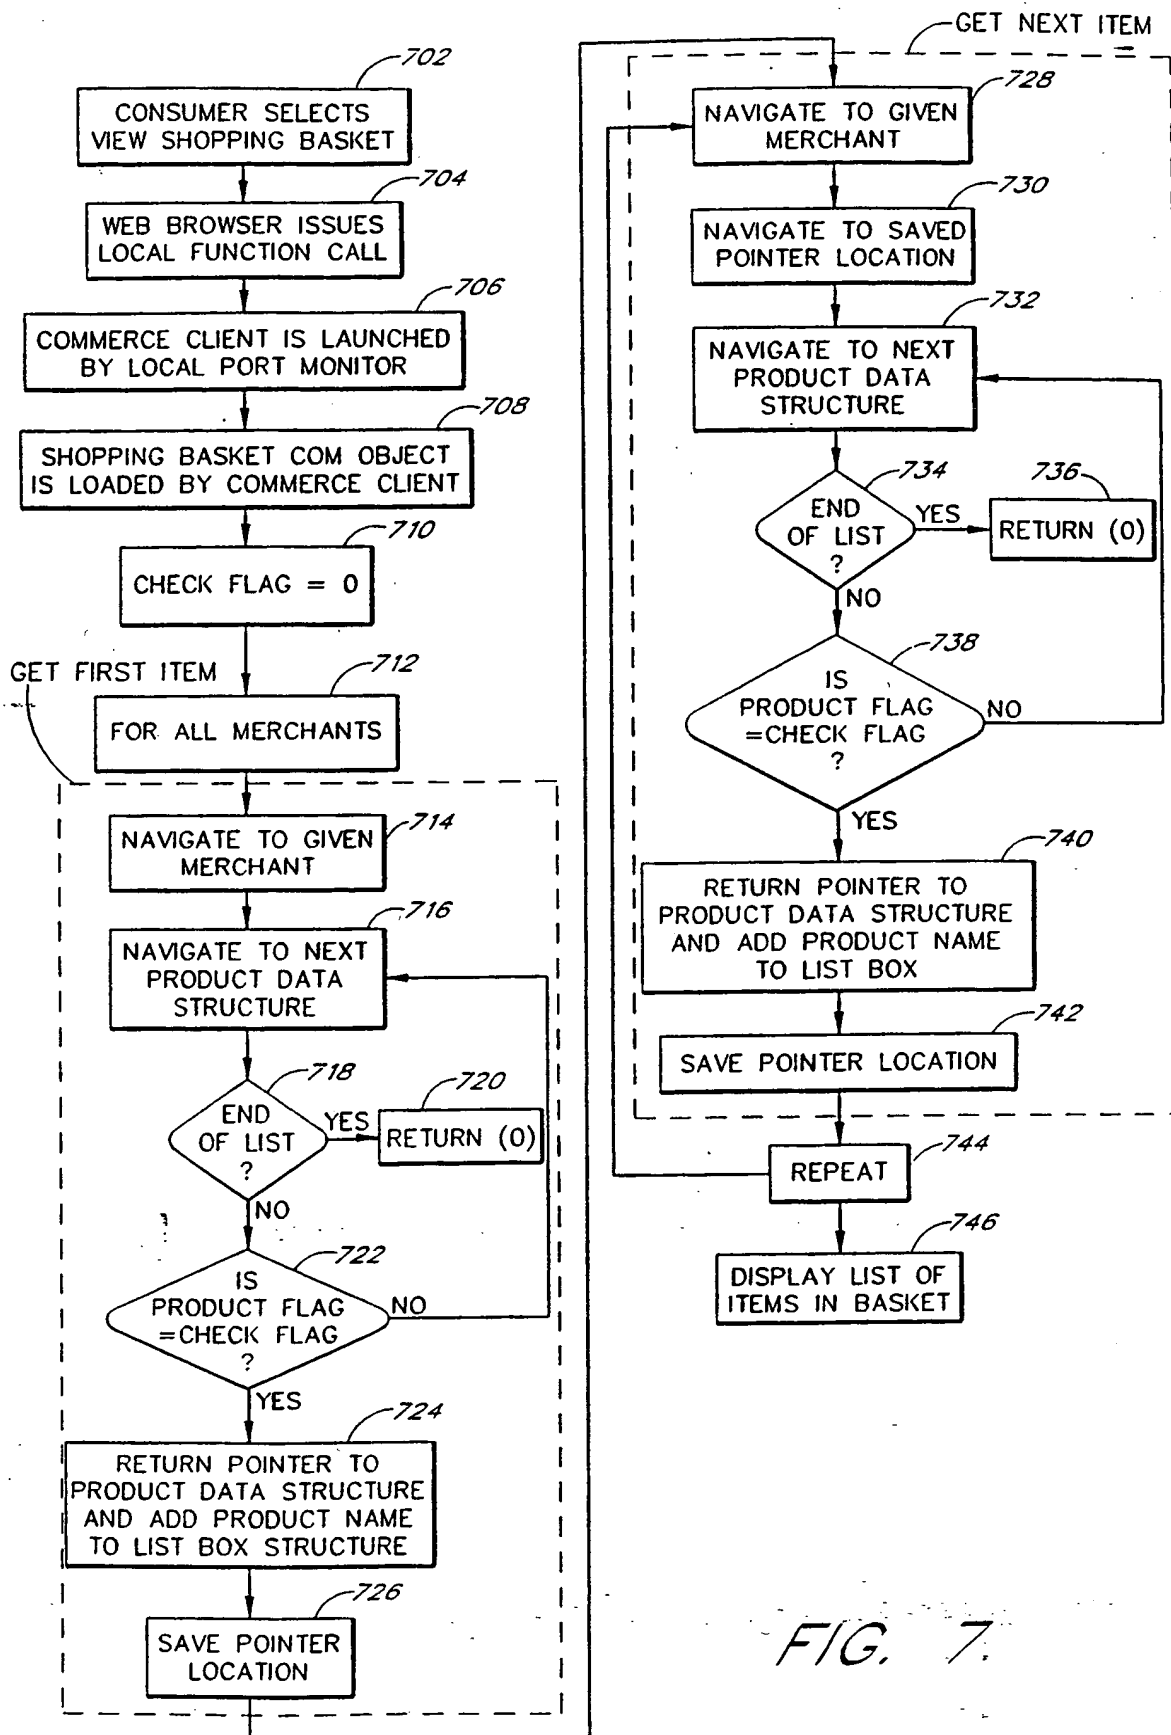 702
CONSUMER SELECTS
VIEW SHOPPING BASKET
704
WEB BROWSER ISSUES
LOCAL FUNCTION CALL
706
COMMERCE CLIENT IS LAUNCHED
BY LOCAL PORT MONITOR
708
SHOPPING BASKET COM OBJECT
IS LOADED BY COMMERCE CLIENT
710
CHECK FLAG = 0
GET FIRST ITEM
712
FOR ALL MERCHANTS
714
NAVIGATE TO GIVEN
MERCHANT
716
NAVIGATE TO NEXT
PRODUCT DATA
STRUCTURE
718
END
OF LIST
?
YES
720
RETURN (0)
NO
722
IS
PRODUCT FLAG
=CHECK FLAG
?
NO
YES
724
RETURN POINTER TO
PRODUCT DATA STRUCTURE
AND ADD PRODUCT NAME
TO LIST BOX STRUCTURE
726
SAVE POINTER
LOCATION
GET NEXT ITEM
728
NAVIGATE TO GIVEN
MERCHANT
730
NAVIGATE TO SAVED
POINTER LOCATION
732
NAVIGATE TO NEXT
PRODUCT DATA
STRUCTURE
734
END
OF LIST
?
YES
736
RETURN (0)
NO
738
IS
PRODUCT FLAG
=CHECK FLAG
?
NO
YES
740
RETURN POINTER TO
PRODUCT DATA STRUCTURE
AND ADD PRODUCT NAME
TO LIST BOX
742
SAVE POINTER LOCATION
744
REPEAT
746
DISPLAY LIST OF
ITEMS IN BASKET
FIG. 7.